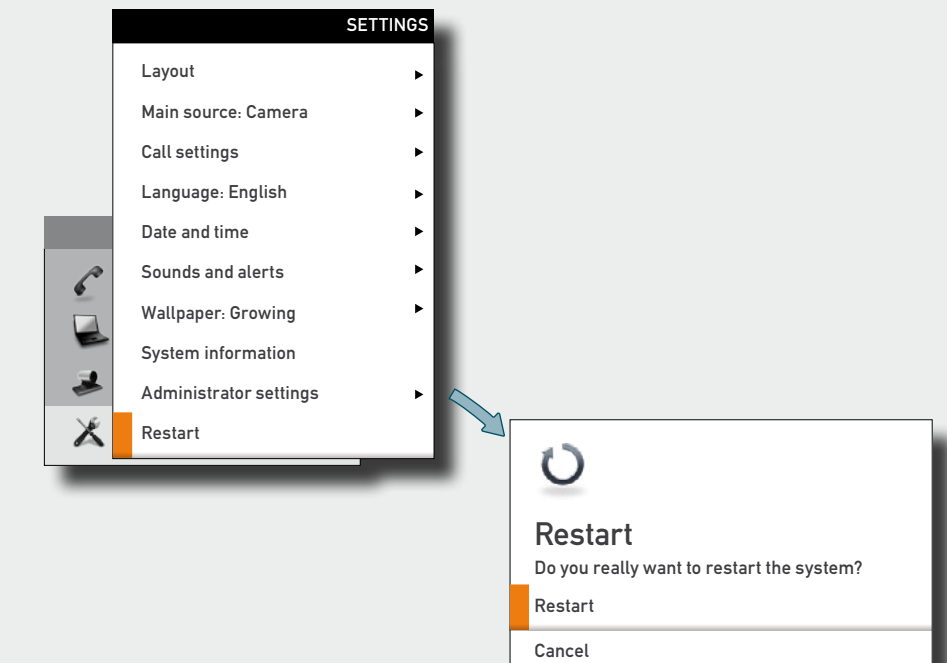 SETTINGS
Layout
Main source: Camera
Call settings
Language: English
Date and time
Sounds and alerts
Wallpaper: Growing
System information
Administrator settings
Restart
Restart
Do you really want to restart the system?
Restart
Cancel